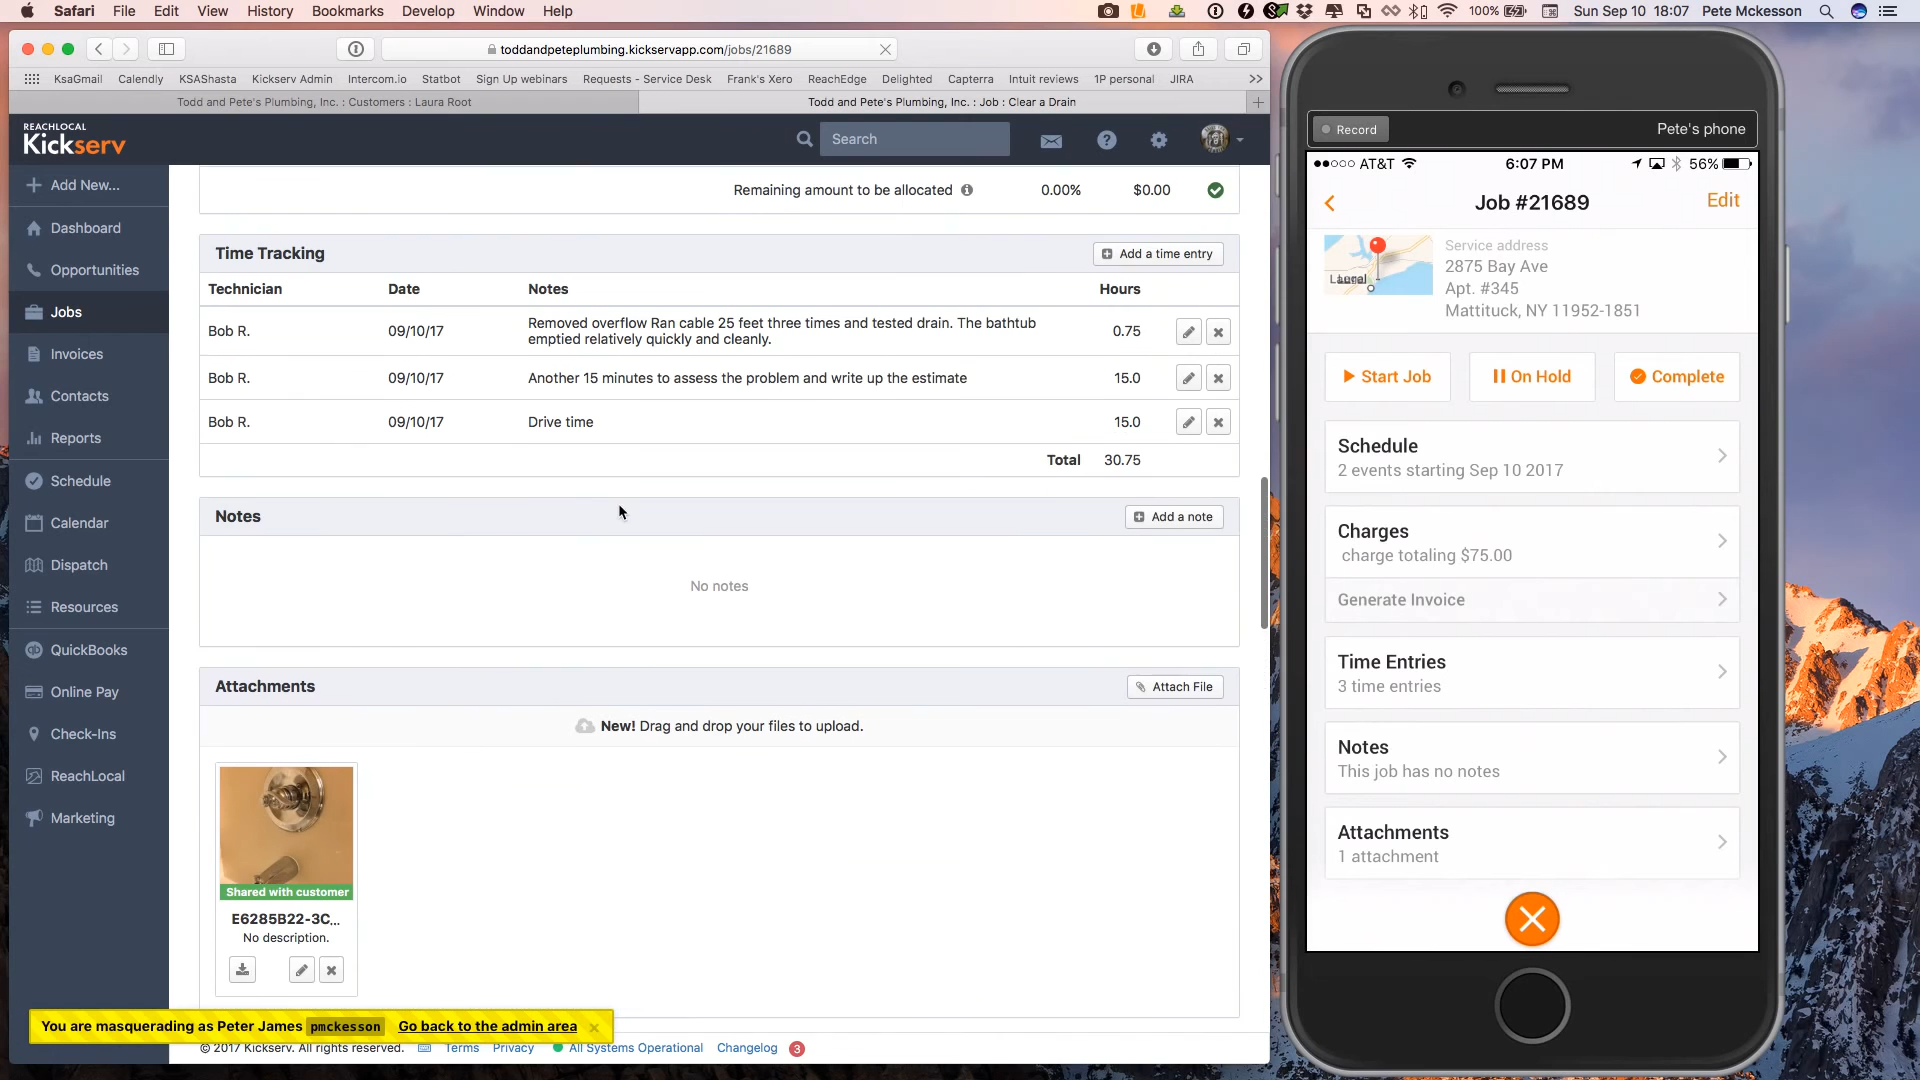 Safari File Edit View History Bookmarks Develop Window Help 100% Sun Sep 10 18:07 Pete Mckesson
toddandpeteplumbing.kickservapp.com/jobs/21689
KsaGmail Calendly KSAShasta Kickserv Admin Intercom.io Statbot Sign Up webinars Requests - Service Desk Frank's Xero ReachEdge Delighted Capterra Intuit reviews 1P personal JIRA >>
Todd and Pete's Plumbing, Inc. : Customers : Laura Root Todd and Pete's Plumbing, Inc. : Job : Clear a Drain
REACHLOCAL
Kickserv
Search
Add New...
Dashboard
Opportunities
Jobs
Invoices
Contacts
Reports
Schedule
Calendar
Dispatch
Resources
QuickBooks
Online Pay
Check-Ins
ReachLocal
Marketing
Remaining amount to be allocated 0.00% $0.00
Time Tracking Add a time entry
Technician Date Notes Hours
Bob R. 09/10/17 Removed overflow Ran cable 25 feet three times and tested drain. The bathtub 0.75
emptied relatively quickly and cleanly.
Bob R. 09/10/17 Another 15 minutes to assess the problem and write up the estimate 15.0
Bob R. 09/10/17 Drive time 15.0
Total 30.75
Notes Add a note
No notes
Attachments Attach File
New! Drag and drop your files to upload.
Shared with customer
E6285B22-3C...
No description.
You are masquerading as Peter James pmckesson Go back to the admin area
© 2017 Kickserv. All rights reserved. Terms Privacy All Systems Operational Changelog 3
Record Pete's phone
AT&T 6:07 PM 56%
Job #21689 Edit
Service address
2875 Bay Ave
Apt. #345
Mattituck, NY 11952-1851
Start Job On Hold Complete
Schedule
2 events starting Sep 10 2017
Charges
charge totaling $75.00
Generate Invoice
Time Entries
3 time entries
Notes
This job has no notes
Attachments
1 attachment